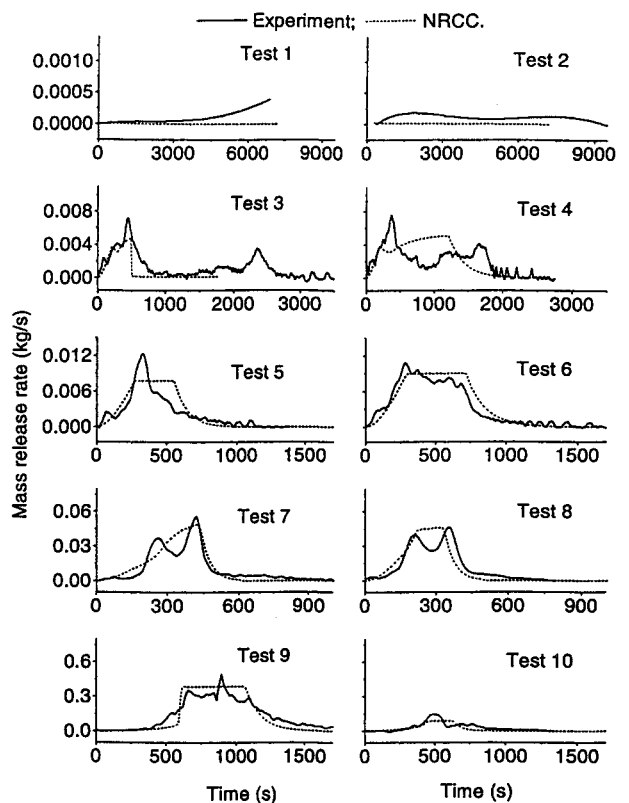 Experiment; NRCC.
Test 1
Test 2
0.0010
0.0005
0.0000
0 3000 6000 9000
0 3000 6000 9000
Test 3
Test 4
0.008
0.004
0.000
0 1000 2000 3000
0 1000 2000 3000
Mass release rate (kg/s)
Test 5
Test 6
0.012
0.006
0.000
0 500 1000 1500
0 500 1000 1500
Test 7
Test 8
0.06
0.03
0.00
0 300 600 900
0 300 600 900
Test 9
Test 10
0.6
0.3
0.0
0 500 1000 1500
0 500 1000 1500
Time (s)
Time (s)